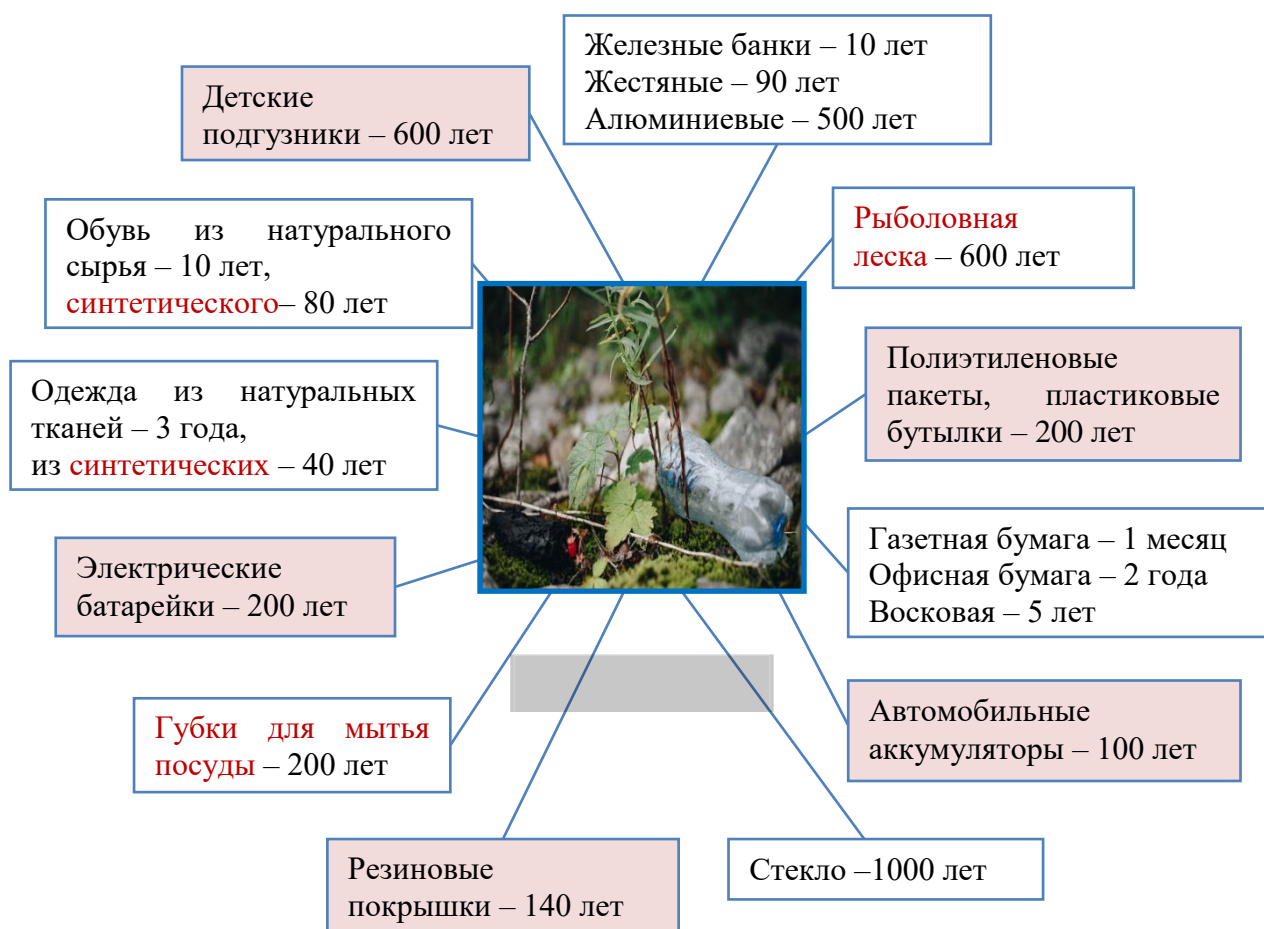 Железные банки – 10 лет
Жестяные – 90 лет
Алюминиевые – 500 лет
Детские
подгузники – 600 лет
Рыболовная
леска – 600 лет
Обувь из натурального
сырья – 10 лет,
синтетического– 80 лет
Полиэтиленовые
пакеты, пластиковые
бутылки – 200 лет
Одежда из натуральных
тканей – 3 года,
из синтетических – 40 лет
Газетная бумага – 1 месяц
Офисная бумага – 2 года
Восковая – 5 лет
Электрические
батарейки – 200 лет
Губки для мытья
посуды – 200 лет
Автомобильные
аккумуляторы – 100 лет
Резиновые
покрышки – 140 лет
Стекло –1000 лет